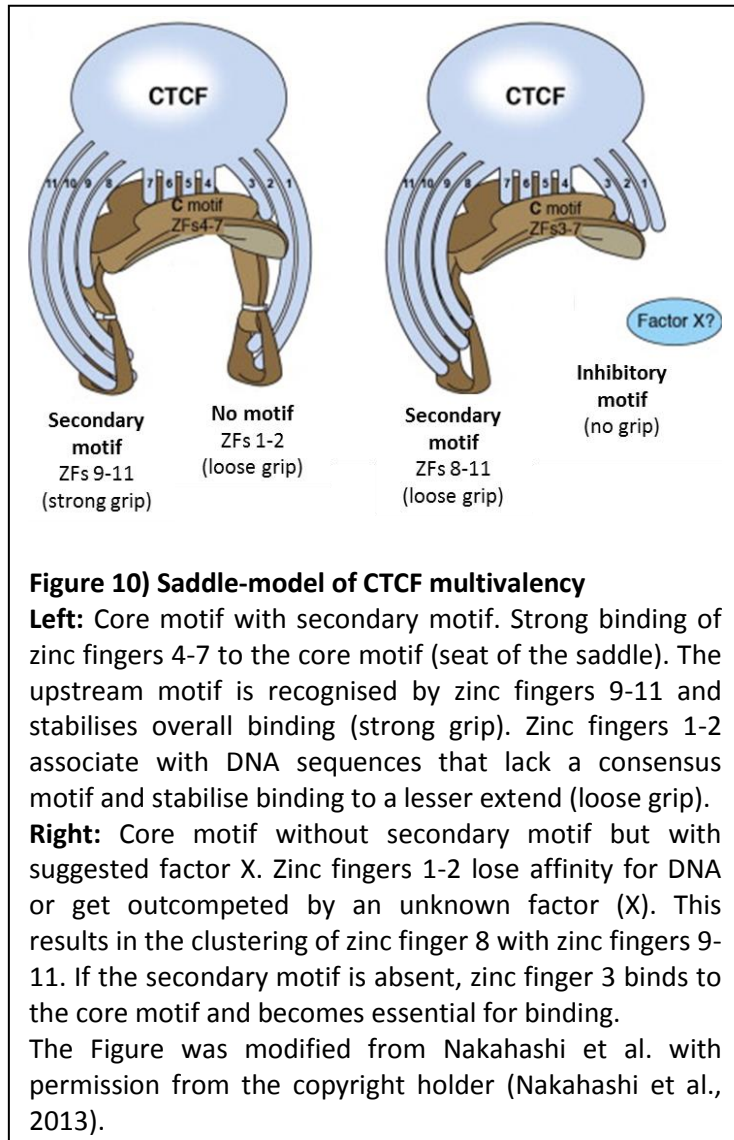 CTCF
CTCF
11 10 9 8 7 6 5 4 3 2 1
11 10 9 8 7 6 5 4 3 2 1
C motif
ZFs4-7
C motif
ZFs3-7
Factor X?
Secondary
motif
ZFs 9-11
(strong grip)
No motif
ZFs 1-2
(loose grip)
Secondary
motif
ZFs 8-11
(loose grip)
Inhibitory
motif
(no grip)
Figure 10) Saddle-model of CTCF multivalency
Left: Core motif with secondary motif. Strong binding of
zinc fingers 4-7 to the core motif (seat of the saddle). The
upstream motif is recognised by zinc fingers 9-11 and
stabilises overall binding (strong grip). Zinc fingers 1-2
associate with DNA sequences that lack a consensus
motif and stabilise binding to a lesser extend (loose grip).
Right: Core motif without secondary motif but with
suggested factor X. Zinc fingers 1-2 lose affinity for DNA
or get outcompeted by an unknown factor (X). This
results in the clustering of zinc finger 8 with zinc fingers 9-
11. If the secondary motif is absent, zinc finger 3 binds to
the core motif and becomes essential for binding.
The Figure was modified from Nakahashi et al. with
permission from the copyright holder (Nakahashi et al.,
2013).